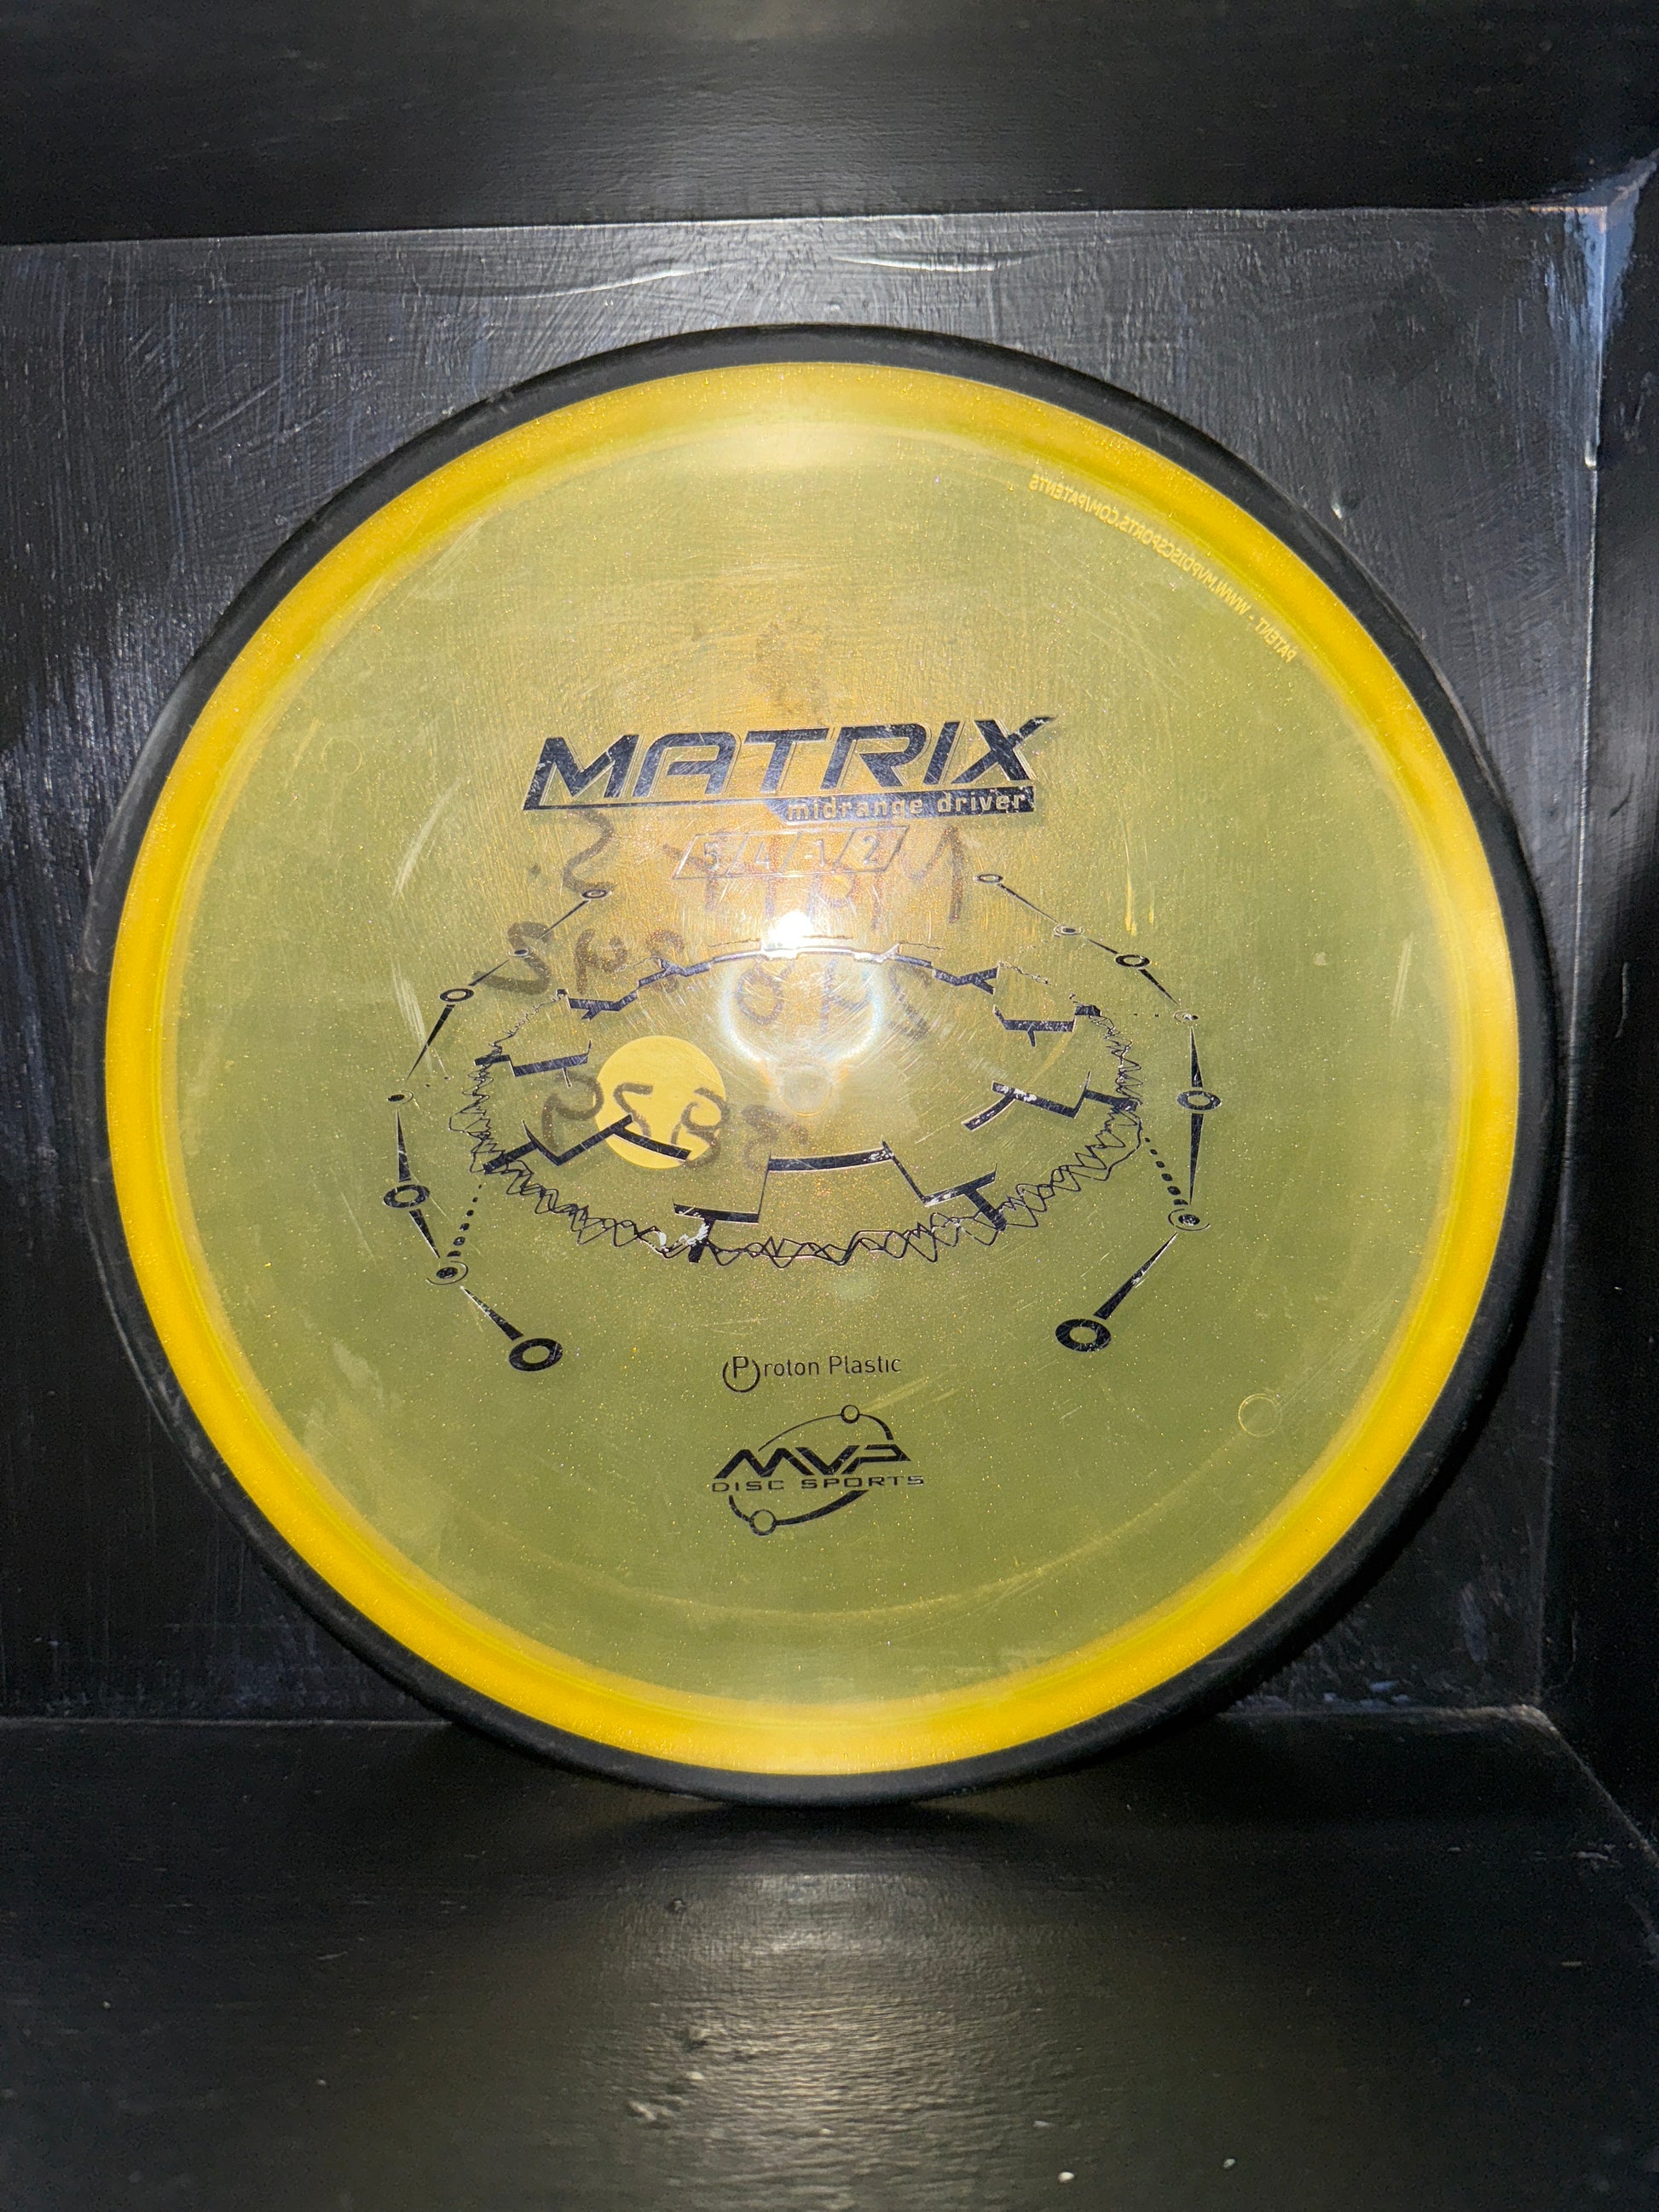 WWW.MVPDISCSPORTS.COM/PATENTS
PATENT -
MATRIX
midrange driver
5/4/-1/2
Proton Plastic
MVP
DISC SPORTS